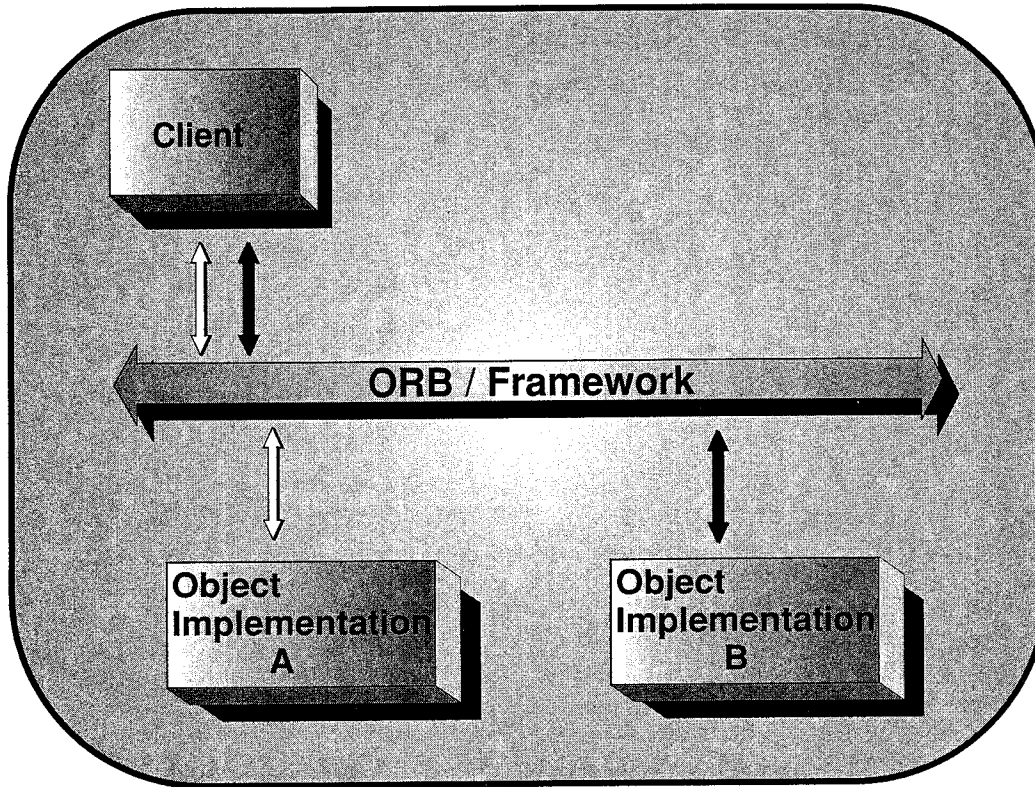 Client
ORB / Framework
Object
Implementation
A
Object
Implementation
B